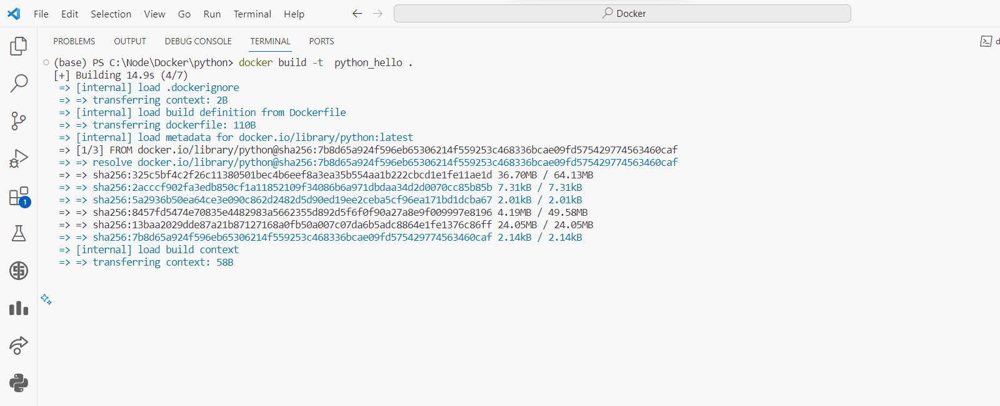 File Edit Selection View Go Run Terminal Help Docker
PROBLEMS OUTPUT DEBUG CONSOLE TERMINAL PORTS d
(base) PS C:\Node\Docker\python> docker build -t  python_hello .
[+] Building 14.9s (4/7)
=> [internal] load .dockerignore
=> => transferring context: 2B
=> [internal] load build definition from Dockerfile
=> => transferring dockerfile: 110B
=> [internal] load metadata for docker.io/library/python:latest
=> [1/3] FROM docker.io/library/python@sha256:7b8d65a924f596eb65306214f559253c468336bcae09fd575429774563460caf
=> => resolve docker.io/library/python@sha256:7b8d65a924f596eb65306214f559253c468336bcae09fd575429774563460caf
=> => sha256:325c5bf4c2f26c11380501bec4b6eef8a3ea35b554aa1b222cbcd1e1fe11ae1d 36.70MB / 64.13MB
=> => sha256:2acccf902fa3edb850cf1a11852109f34086b6a971dbdaa34d2d0070cc85b85b 7.31kB / 7.31kB
=> => sha256:5a2936b50ea64ce3e090c862d2482d5d90ed19ee2ceba5cf96ea171bd1dcba67 2.01kB / 2.01kB
=> => sha256:8457fd5474e70835e4482983a5662355d892d5f6f0f90a27a8e9f009997e8196 4.19MB / 49.58MB
=> => sha256:13baa2029dde87a21b87127168a0fb50a007c07da6b5adc8864e1fe1376c86ff 24.05MB / 24.05MB
=> => sha256:7b8d65a924f596eb65306214f559253c468336bcae09fd575429774563460caf 2.14kB / 2.14kB
=> [internal] load build context
=> => transferring context: 58B
1